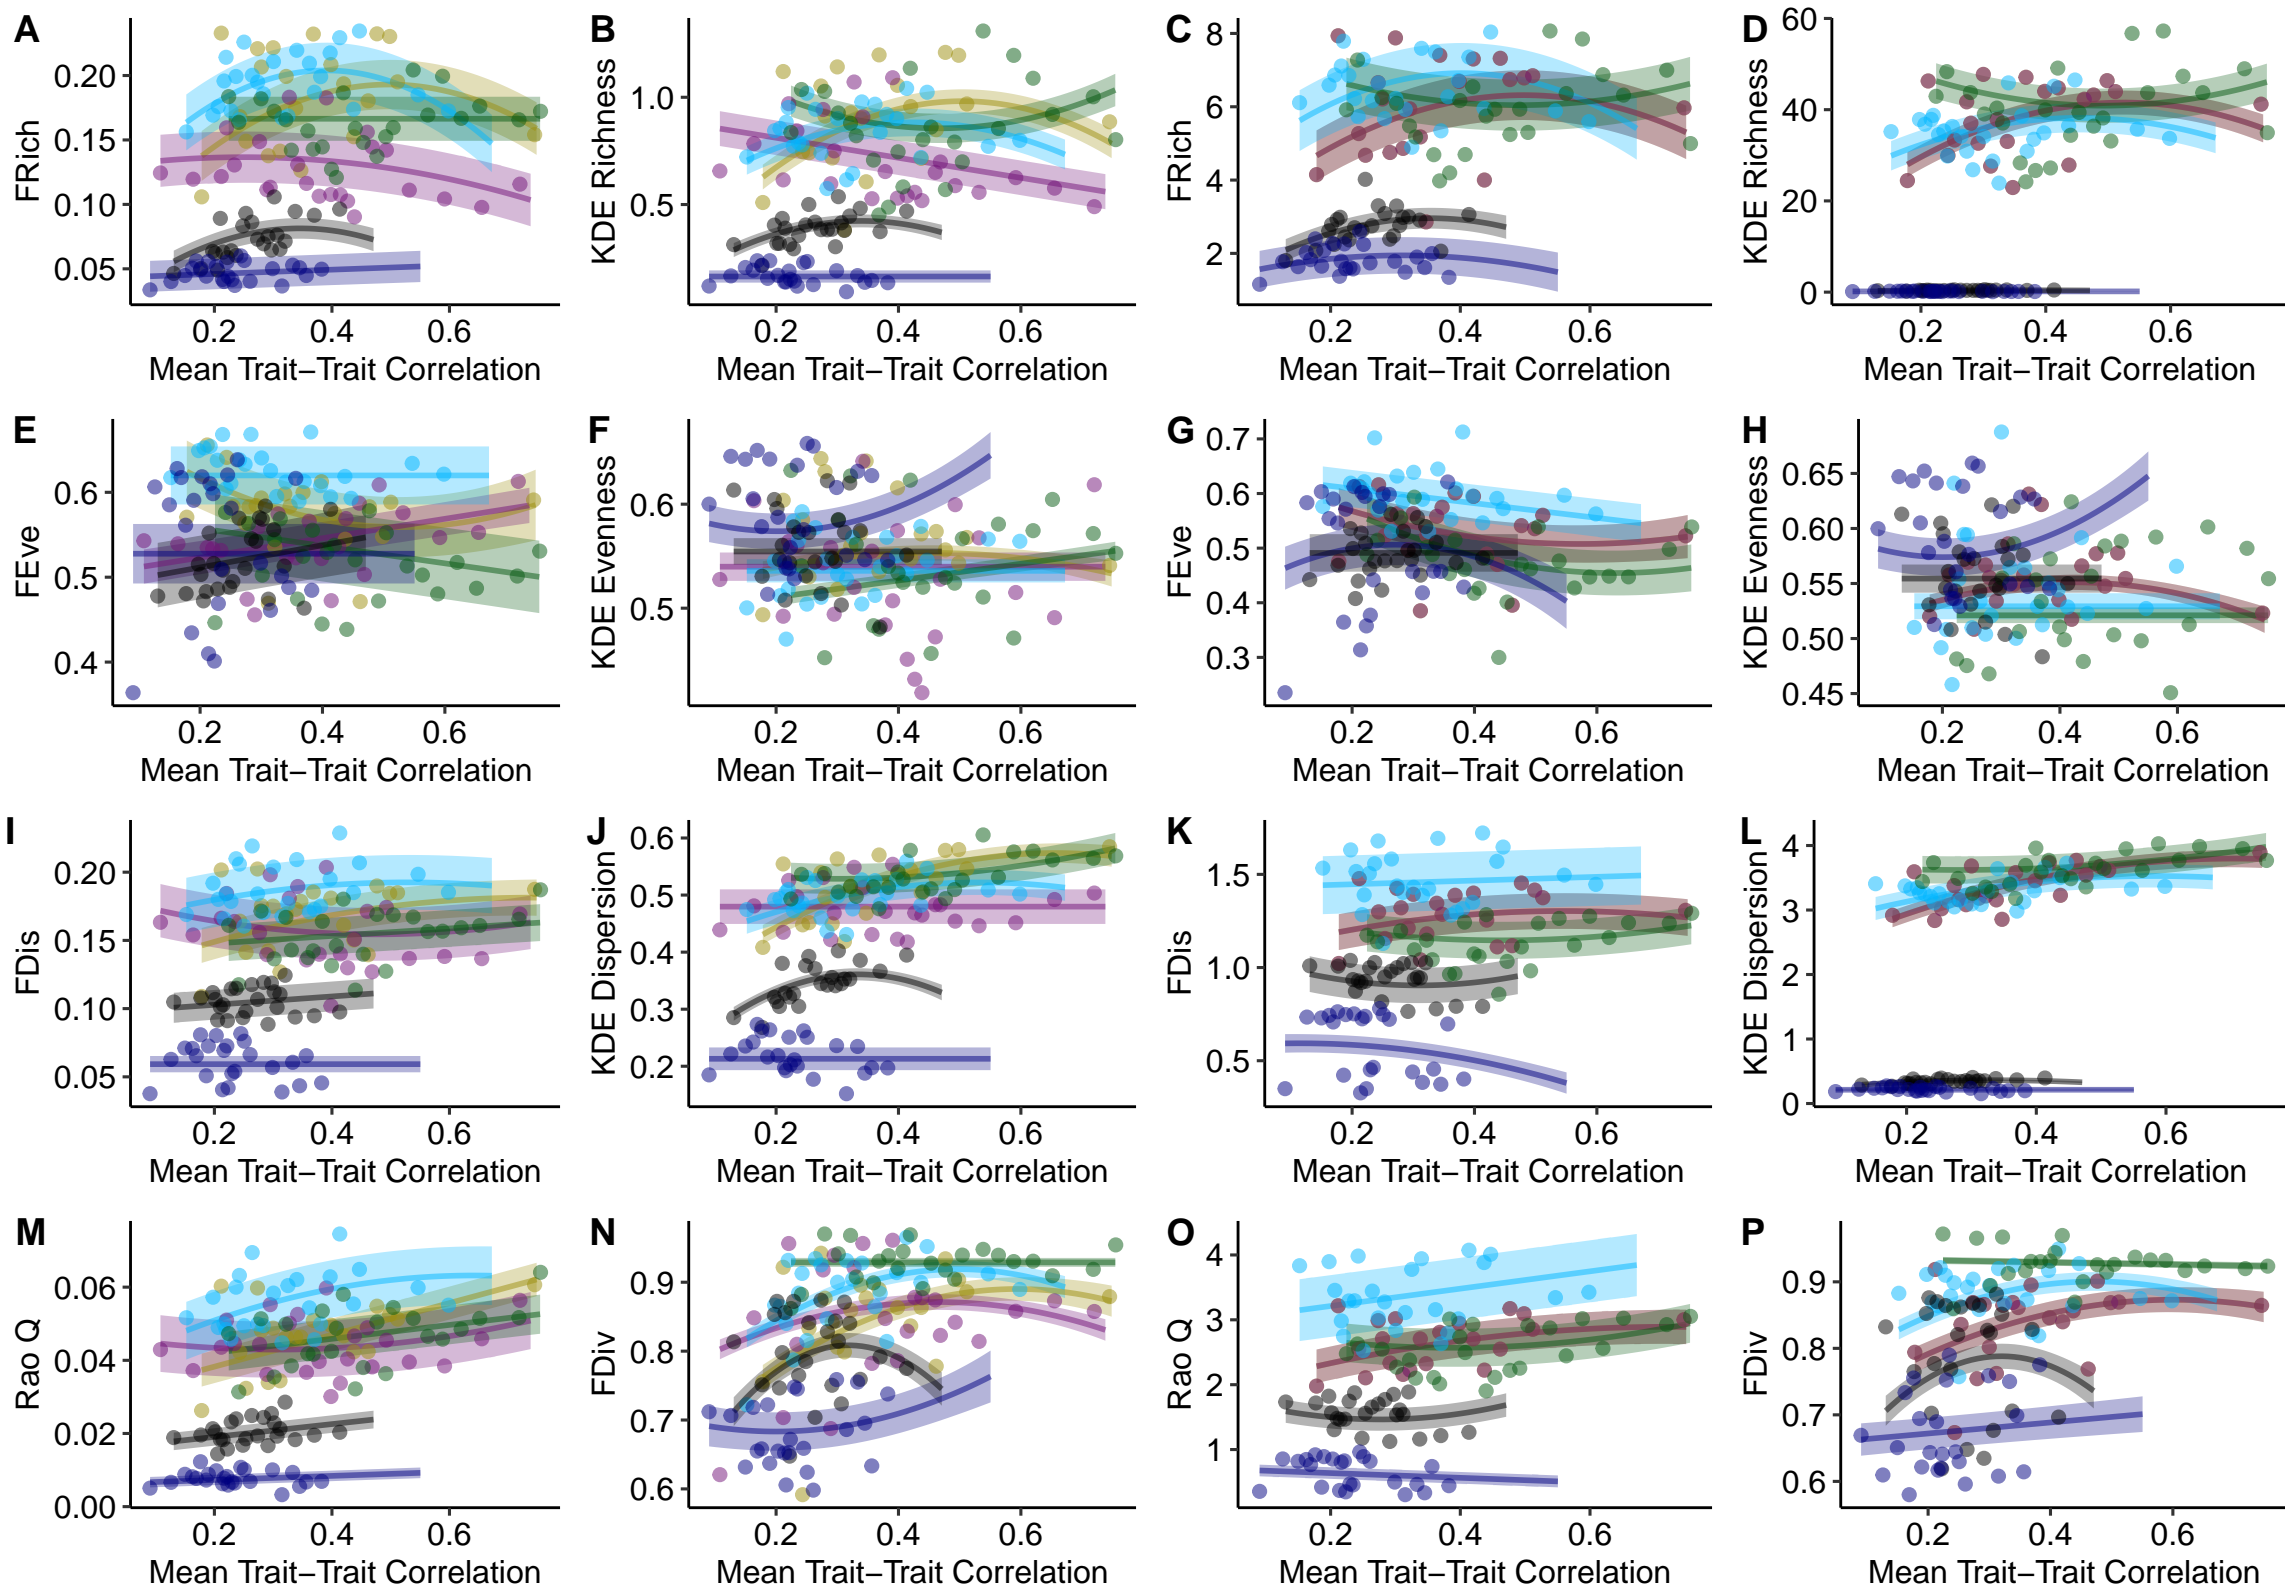 A
FRich
0.20
0.15
0.10
0.05
0.2 0.4 0.6
Mean Trait−Trait Correlation
B
KDE Richness
1.0
0.5
0.2 0.4 0.6
Mean Trait−Trait Correlation
C
FRich
8
6
4
2
0.2 0.4 0.6
Mean Trait−Trait Correlation
D
KDE Richness
60
40
20
0
0.2 0.4 0.6
Mean Trait−Trait Correlation
E
FEve
0.6
0.5
0.4
0.2 0.4 0.6
Mean Trait−Trait Correlation
F
KDE Evenness
0.6
0.5
0.2 0.4 0.6
Mean Trait−Trait Correlation
G
FEve
0.7
0.6
0.5
0.4
0.3
0.2 0.4 0.6
Mean Trait−Trait Correlation
H
KDE Evenness
0.65
0.60
0.55
0.50
0.45
0.2 0.4 0.6
Mean Trait−Trait Correlation
I
FDis
0.20
0.15
0.10
0.05
0.2 0.4 0.6
Mean Trait−Trait Correlation
J
KDE Dispersion
0.6
0.5
0.4
0.3
0.2
0.2 0.4 0.6
Mean Trait−Trait Correlation
K
FDis
1.5
1.0
0.5
0.2 0.4 0.6
Mean Trait−Trait Correlation
L
KDE Dispersion
4
3
2
1
0
0.2 0.4 0.6
Mean Trait−Trait Correlation
M
Rao Q
0.06
0.04
0.02
0.00
0.2 0.4 0.6
Mean Trait−Trait Correlation
N
FDiv
0.9
0.8
0.7
0.6
0.2 0.4 0.6
Mean Trait−Trait Correlation
O
Rao Q
4
3
2
1
0.2 0.4 0.6
Mean Trait−Trait Correlation
P
FDiv
0.9
0.8
0.7
0.6
0.2 0.4 0.6
Mean Trait−Trait Correlation